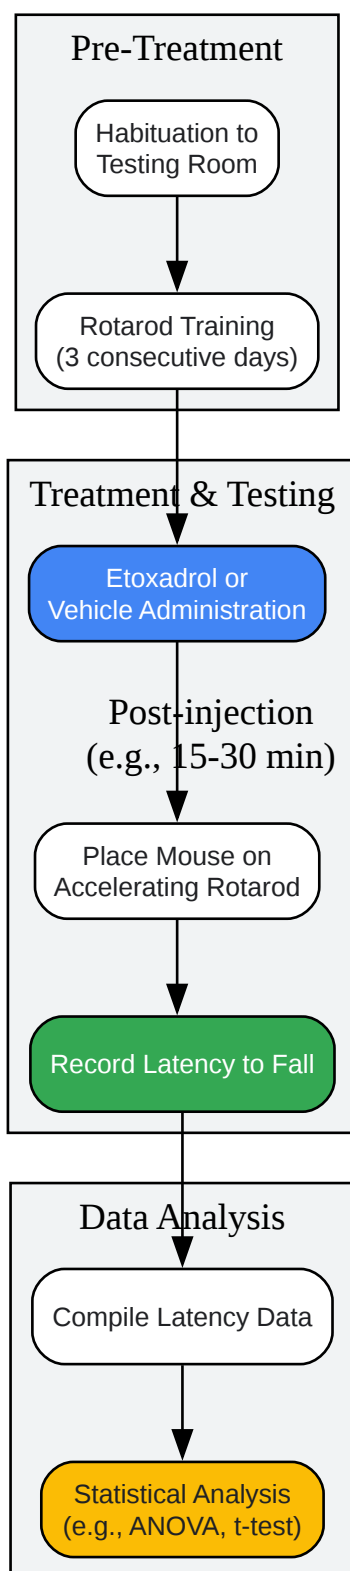 Pre-Treatment
Habituation to
Testing Room
Rotarod Training
(3 consecutive days)
Treatment & Testing
Etoxadrol or
Vehicle Administration
Post-injection
(e.g., 15-30 min)
Place Mouse on
Accelerating Rotarod
Record Latency to Fall
Data Analysis
Compile Latency Data
Statistical Analysis
(e.g., ANOVA, t-test)